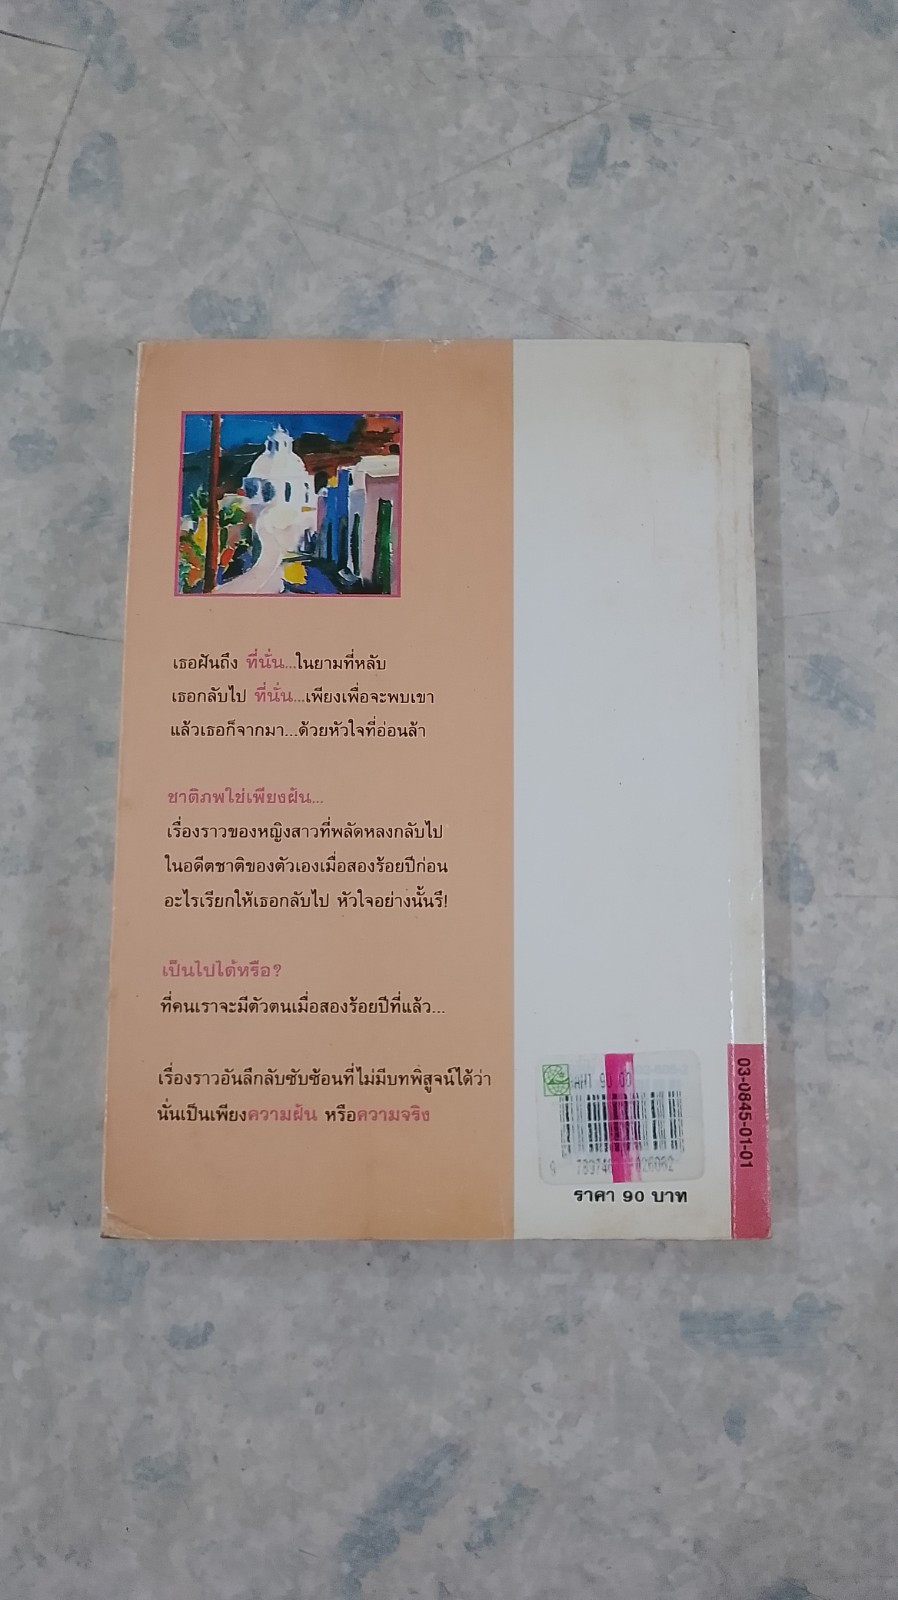 เธอฝันถึง ที่นั่น...ในยามที่หลับ
เธอกลับไป ที่นั่น...เพียงเพื่อจะพบเขา
แล้วเธอก็จากมา...ด้วยหัวใจที่อ่อนล้า
ชาติภพใช่เพียงฝัน...
เรื่องราวของหญิงสาวที่พลัดหลงกลับไป
ในอดีตชาติของตัวเองเมื่อสองร้อยปีก่อน
อะไรเรียกให้เธอกลับไป หัวใจอย่างนั้นรึ!
เป็นไปได้หรือ?
ที่คนเราจะมีตัวตนเมื่อสองร้อยปีที่แล้ว...
เรื่องราวอันลึกลับซับซ้อนที่ไม่มีบทพิสูจน์ได้ว่า
นั่นเป็นเพียงความฝัน หรือความจริง
90.00
ราคา 90 บาท
03-0845-01-01